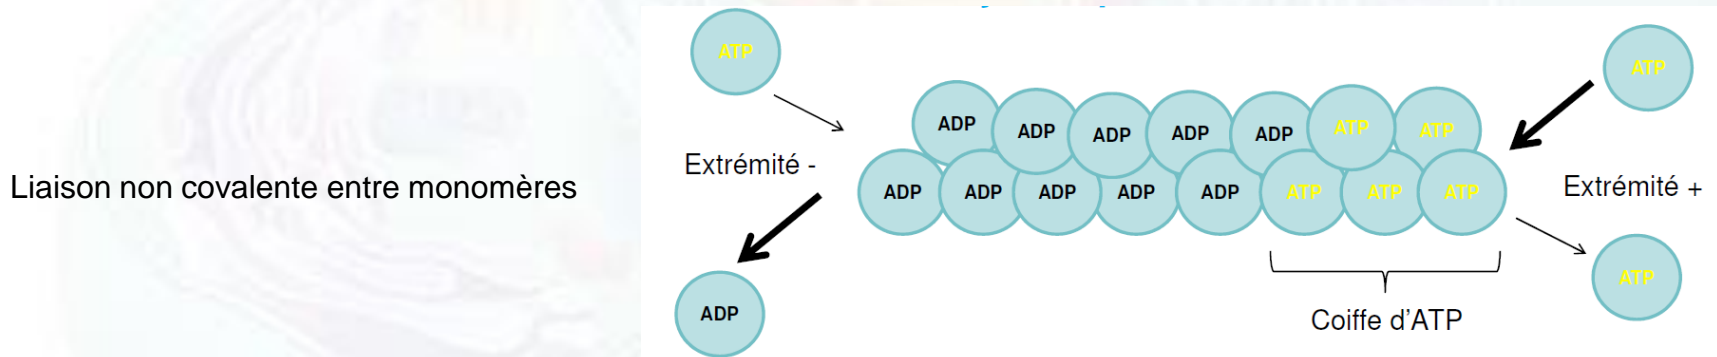 ATP
ATP
ADP ADP ADP ADP ADP ATP ATP
Extrémité -
Liaison non covalente entre monomères
ADP ADP ADP ADP ADP ATP ATP ATP
Extrémité +
ATP
ADP
Coiffe d'ATP